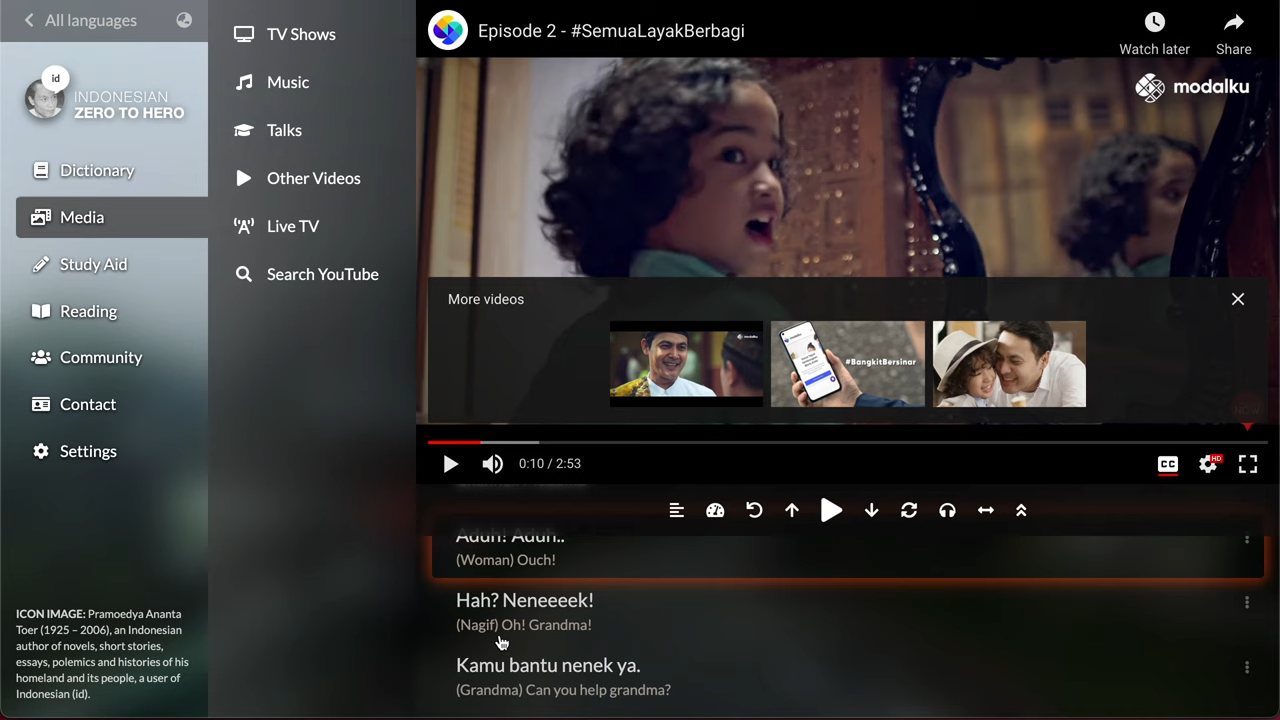 All languages
id
INDONESIAN
ZERO TO HERO
Dictionary
Media
Study Aid
Reading
Community
Contact
Settings
ICON IMAGE: Pramoedya Ananta
Toer (1925 – 2006), an Indonesian
author of novels, short stories,
essays, polemics and histories of his
homeland and its people, a user of
Indonesian (id).
TV Shows
Music
Talks
Other Videos
Live TV
Search YouTube
Episode 2 - #SemuaLayakBerbagi
Watch later
Share
modalku
More videos
modalku
#BangkitBersinar
NOW
0:10 / 2:53
CC
HD
Aduh! Aduh..
(Woman) Ouch!
Hah? Neneeeek!
(Nagif) Oh! Grandma!
Kamu bantu nenek ya.
(Grandma) Can you help grandma?